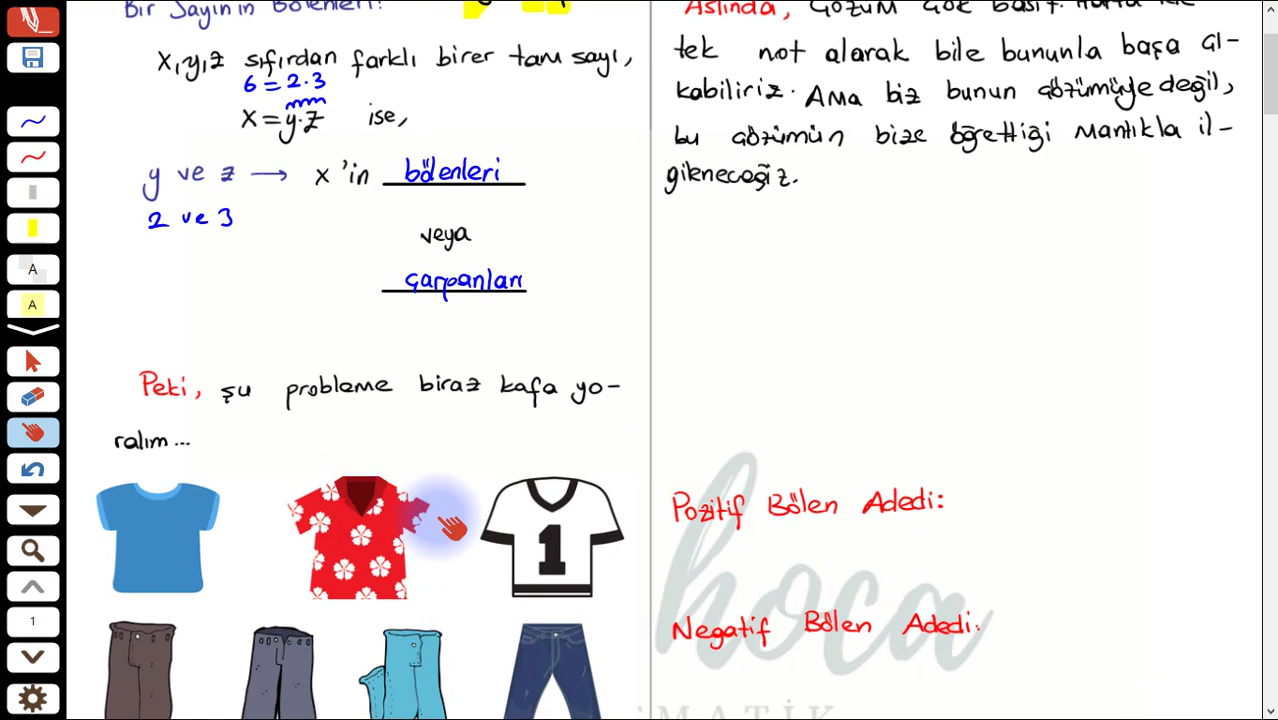 Bir Sayının Bölenleri:
x,y,z sıfırdan farklı birer tam sayı,
6 = 2.3
x = y.z ise,
y ve z → x'in bölenleri
2 ve 3
veya
çarpanları
Peki, şu probleme biraz kafa yo-
ralım...
1
Aslında, çözüm çok basit.
tek not alarak bile bununla başa çı-
kabiliriz. Ama biz bunun çözümüyle değil,
bu çözümün bize öğrettiği mantıkla il-
gileneceğiz.
Pozitif Bölen Adedi:
Negatif Bölen Adedi:
hoca
MATİK
A
A
1